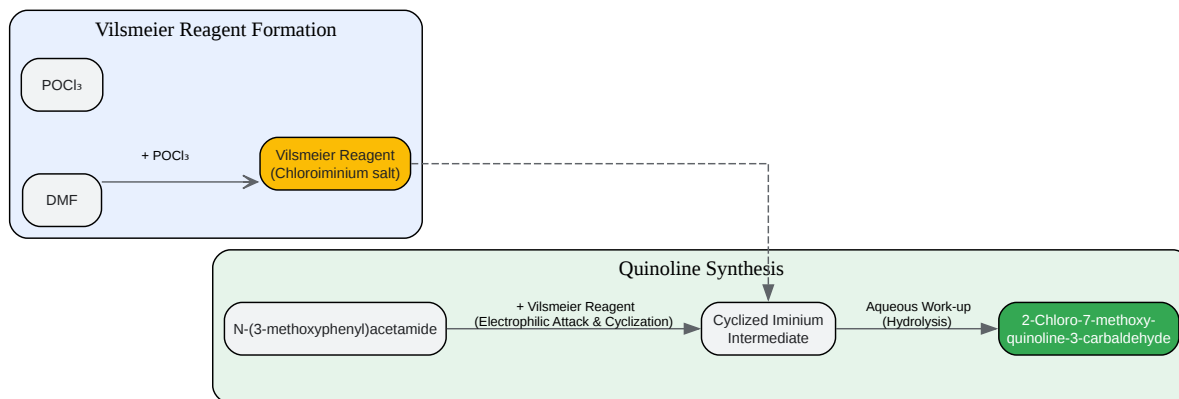 Vilsmeier Reagent Formation
POCl₃
+ POCl₃
Vilsmeier Reagent
(Chloroiminium salt)
DMF
Quinoline Synthesis
N-(3-methoxyphenyl)acetamide
+ Vilsmeier Reagent
(Electrophilic Attack & Cyclization)
Cyclized Iminium
Intermediate
Aqueous Work-up
(Hydrolysis)
2-Chloro-7-methoxy-
quinoline-3-carbaldehyde